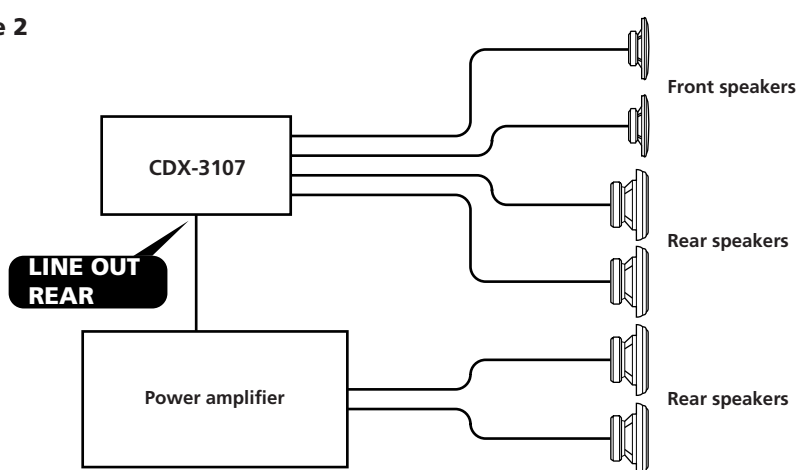 e 2
Front speakers
CDX-3107
Rear speakers
LINE OUT
REAR
Power amplifier
Rear speakers